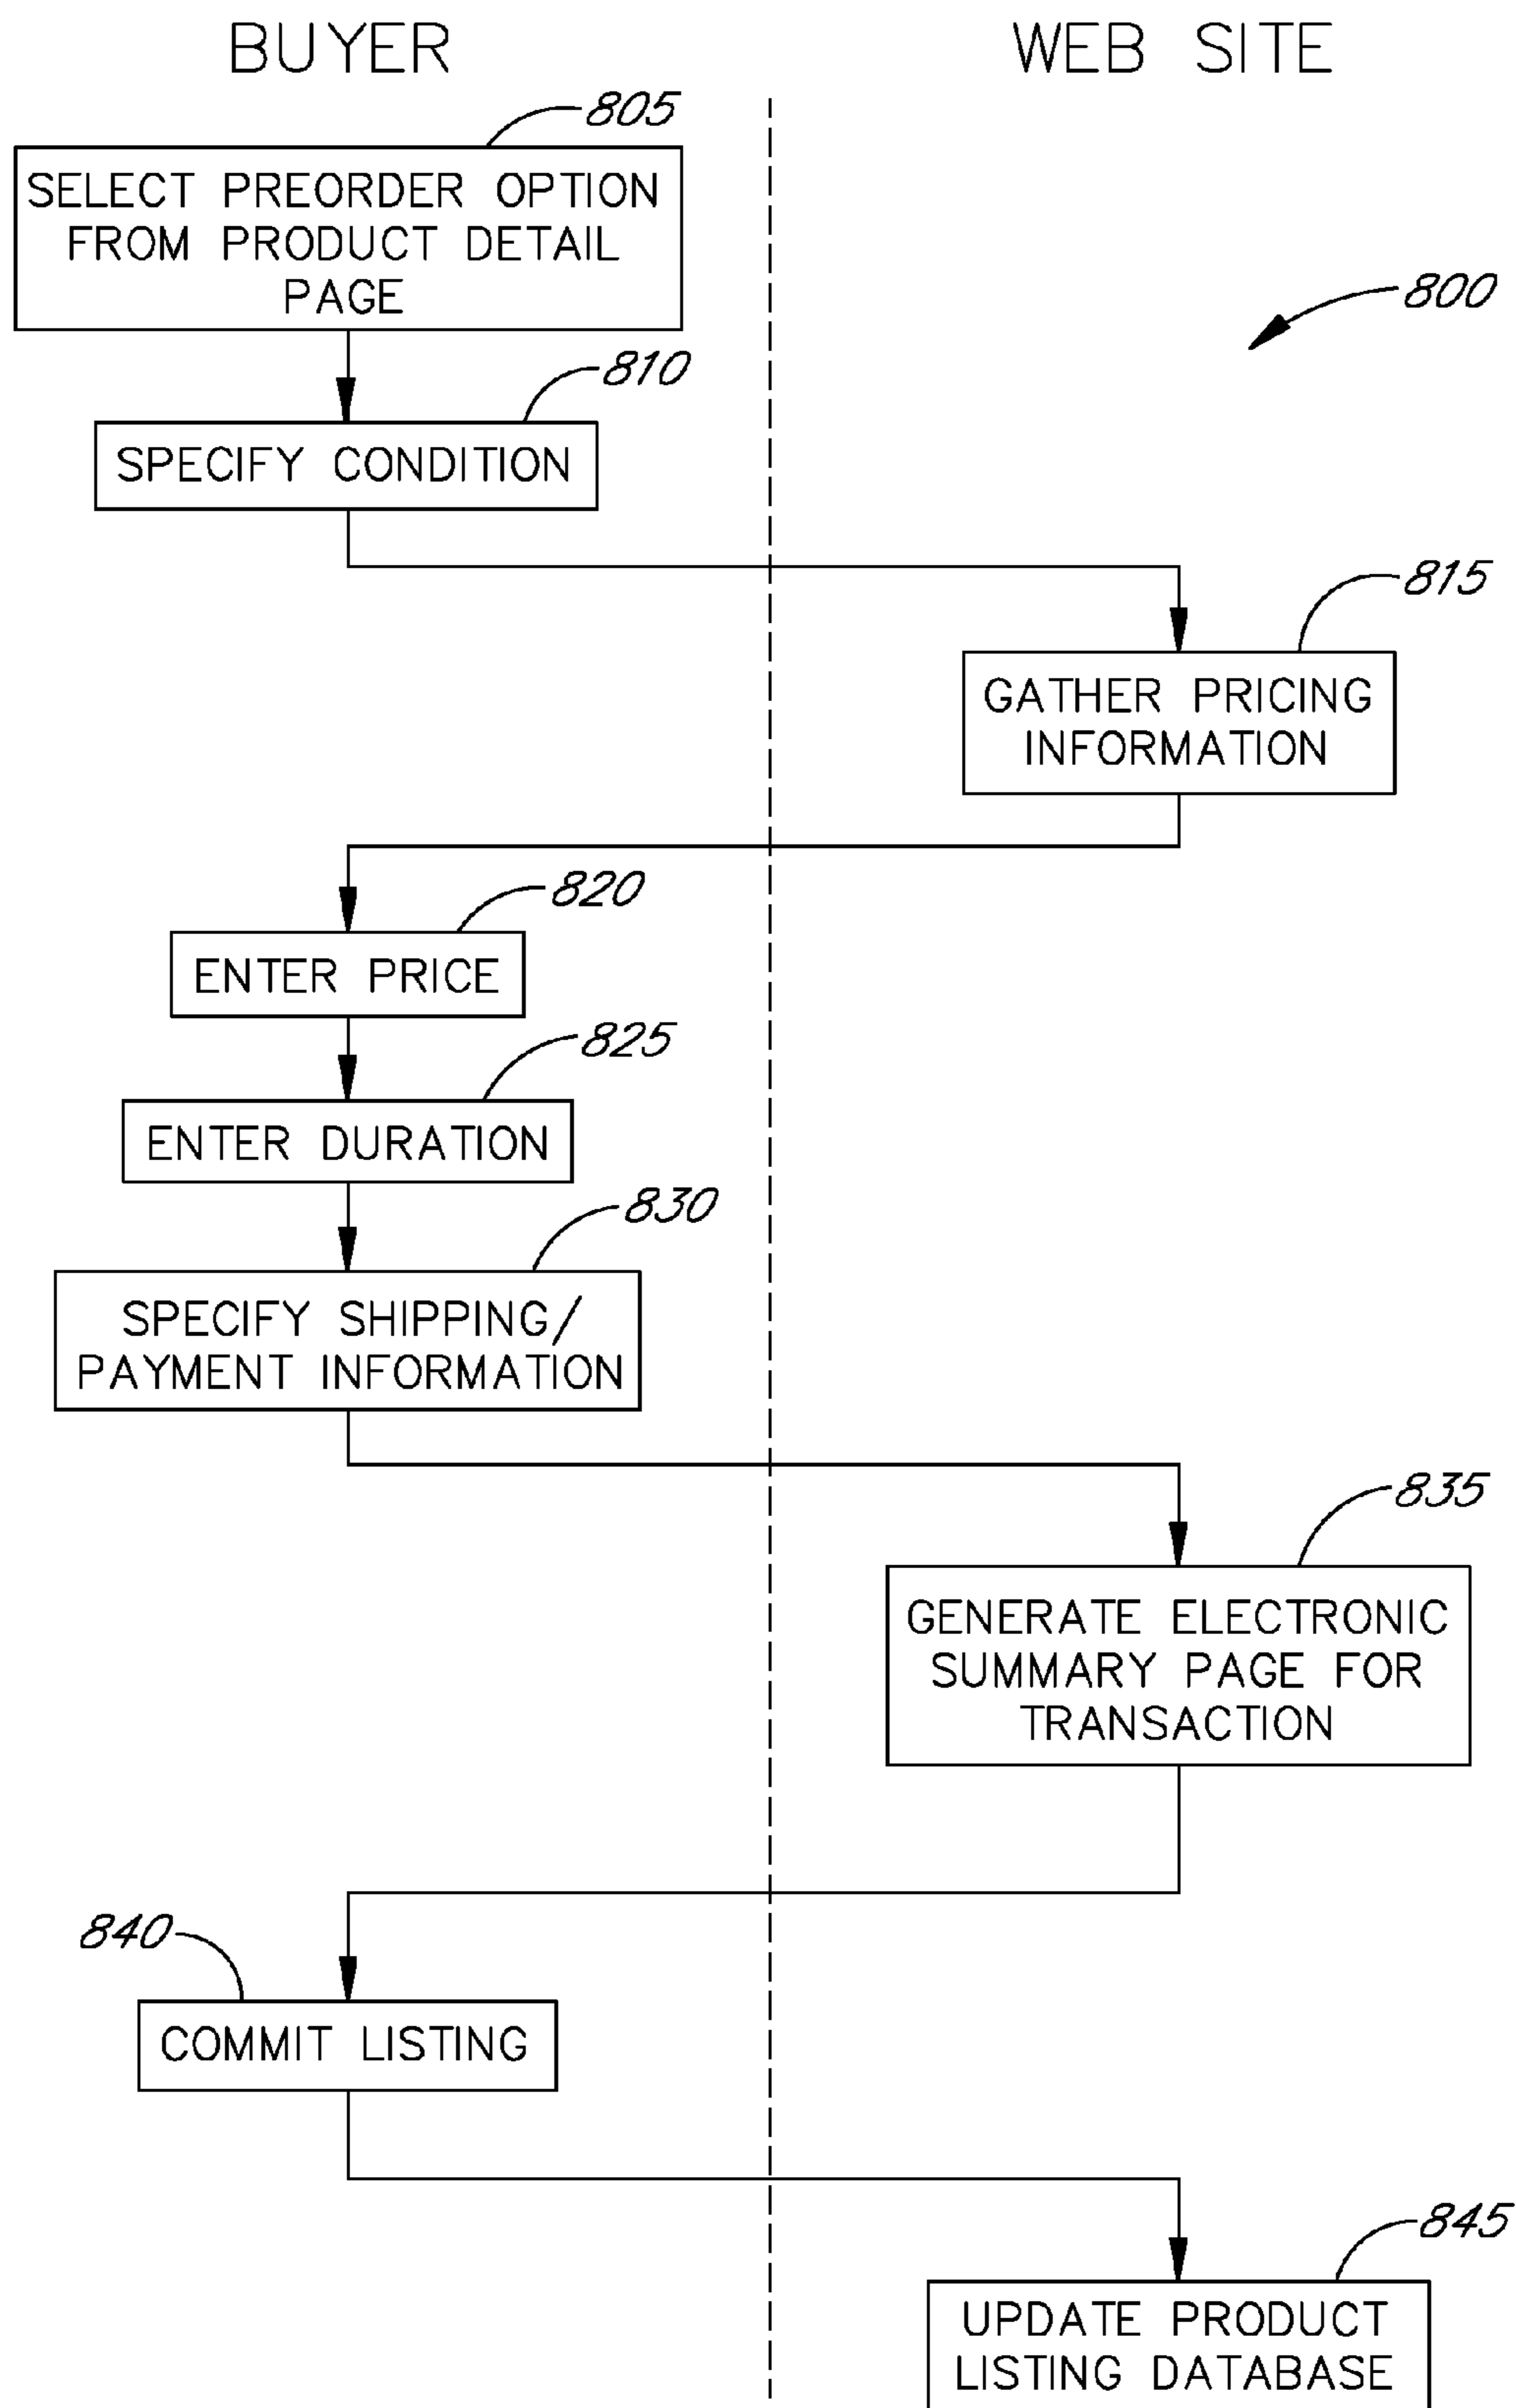 BUYER
WEB SITE
805
SELECT PREORDER OPTION
FROM PRODUCT DETAIL
PAGE
800
810
SPECIFY CONDITION
815
GATHER PRICING
INFORMATION
820
ENTER PRICE
825
ENTER DURATION
830
SPECIFY SHIPPING/
PAYMENT INFORMATION
835
GENERATE ELECTRONIC
SUMMARY PAGE FOR
TRANSACTION
840
COMMIT LISTING
845
UPDATE PRODUCT
LISTING DATABASE